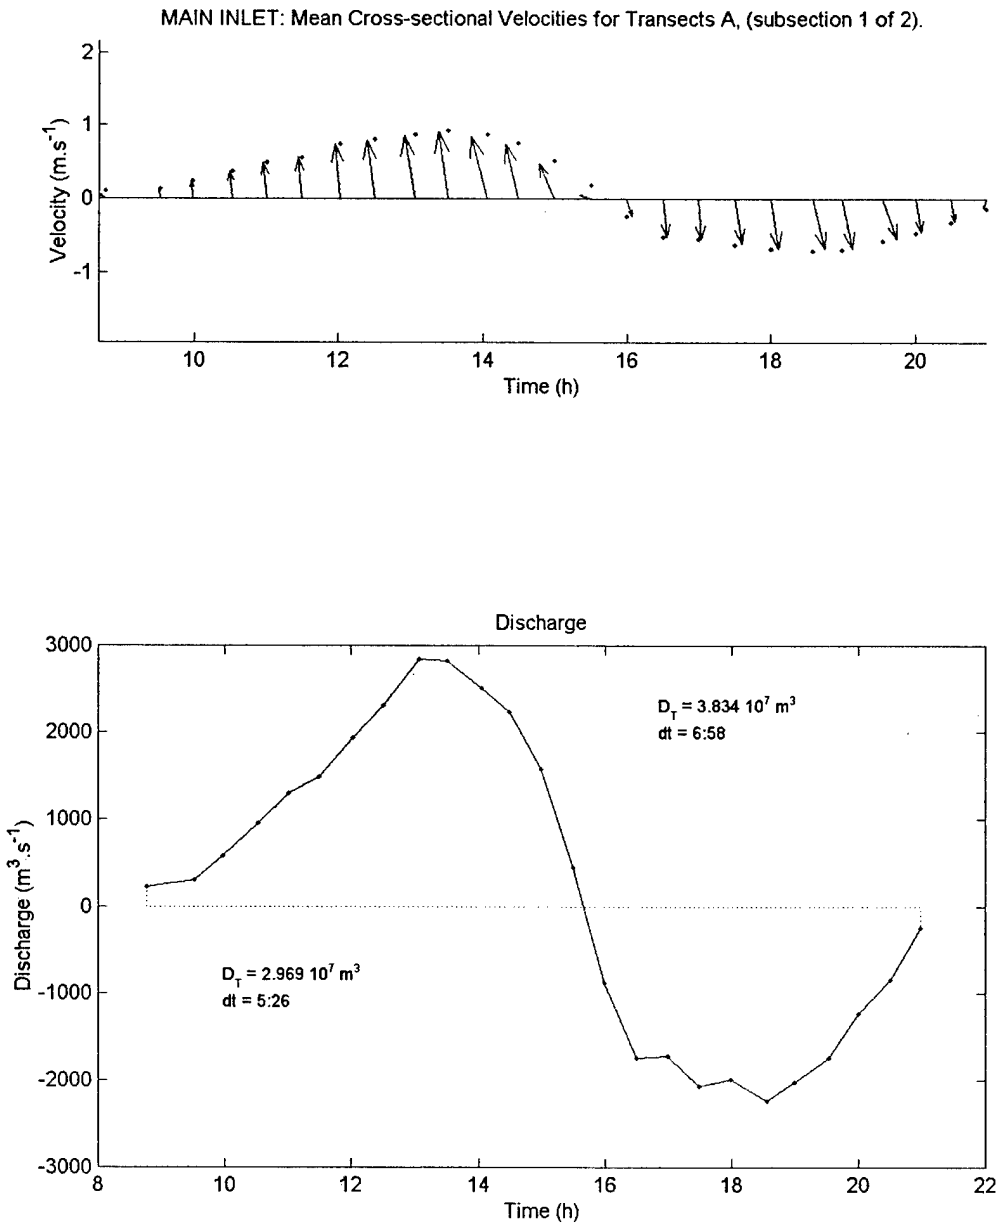 MAIN INLET: Mean Cross-sectional Velocities for Transects A, (subsection 1 of 2).
2
1
0
-1
Velocity (m.s⁻¹)
10 12 14 16 18 20
Time (h)
Discharge
3000
2000
1000
0
-1000
-2000
-3000
Discharge (m³.s⁻¹)
D_T = 3.834 10⁷ m³
dt = 6:58
D_T = 2.969 10⁷ m³
dt = 5:26
8 10 12 14 16 18 20 22
Time (h)